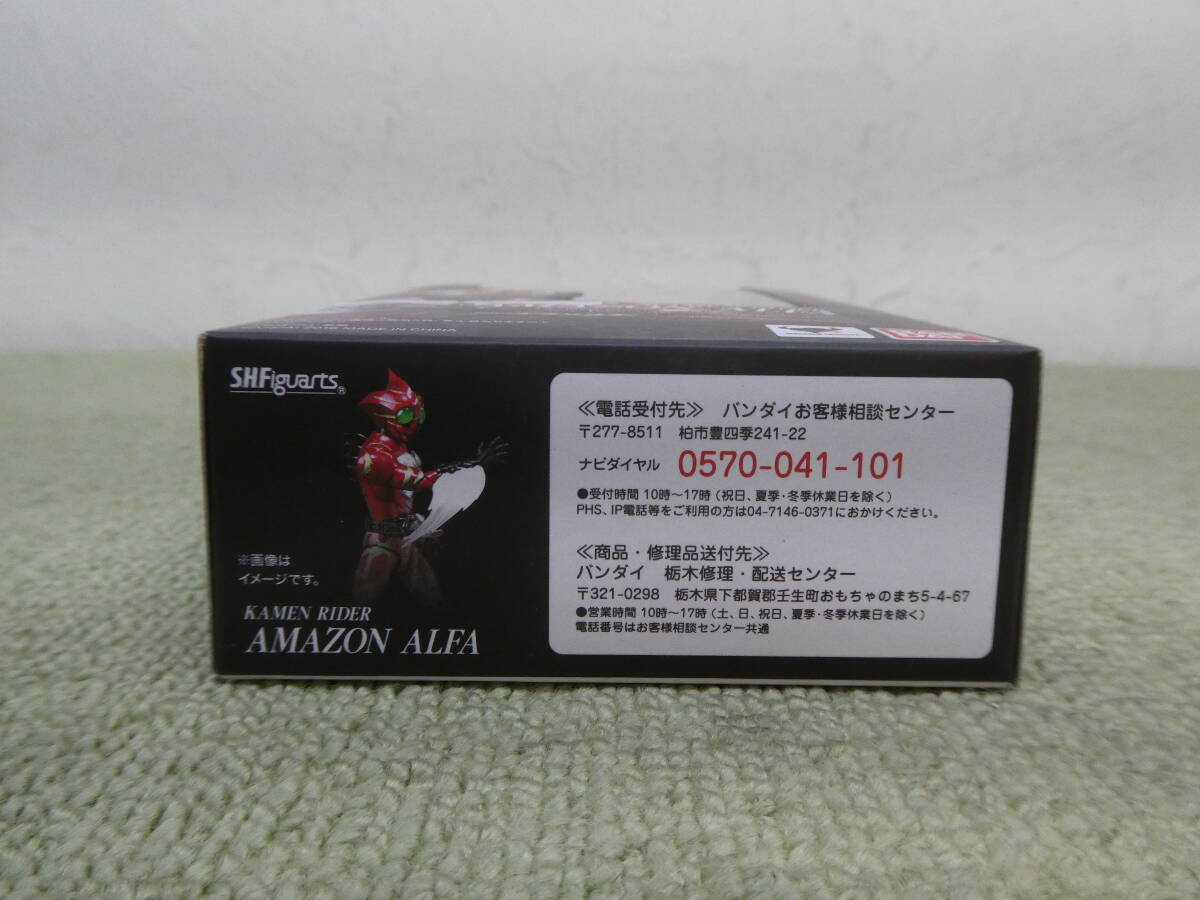 MADE IN CHINA
SHFiguarts®
※画像は
イメージです。
KAMEN RIDER
AMAZON ALFA
≪電話受付先≫ バンダイお客様相談センター
〒277-8511 柏市豊四季241-22
ナビダイヤル 0570-041-101
●受付時間 10時～17時（祝日、夏季・冬季休業日を除く）
PHS、IP電話等をご利用の方は04-7146-0371におかけください。
≪商品・修理品送付先≫
バンダイ 栃木修理・配送センター
〒321-0298 栃木県下都賀郡壬生町おもちゃのまち5-4-67
●営業時間 10時～17時（土、日、祝日、夏季・冬季休業日を除く）
電話番号はお客様相談センター共通